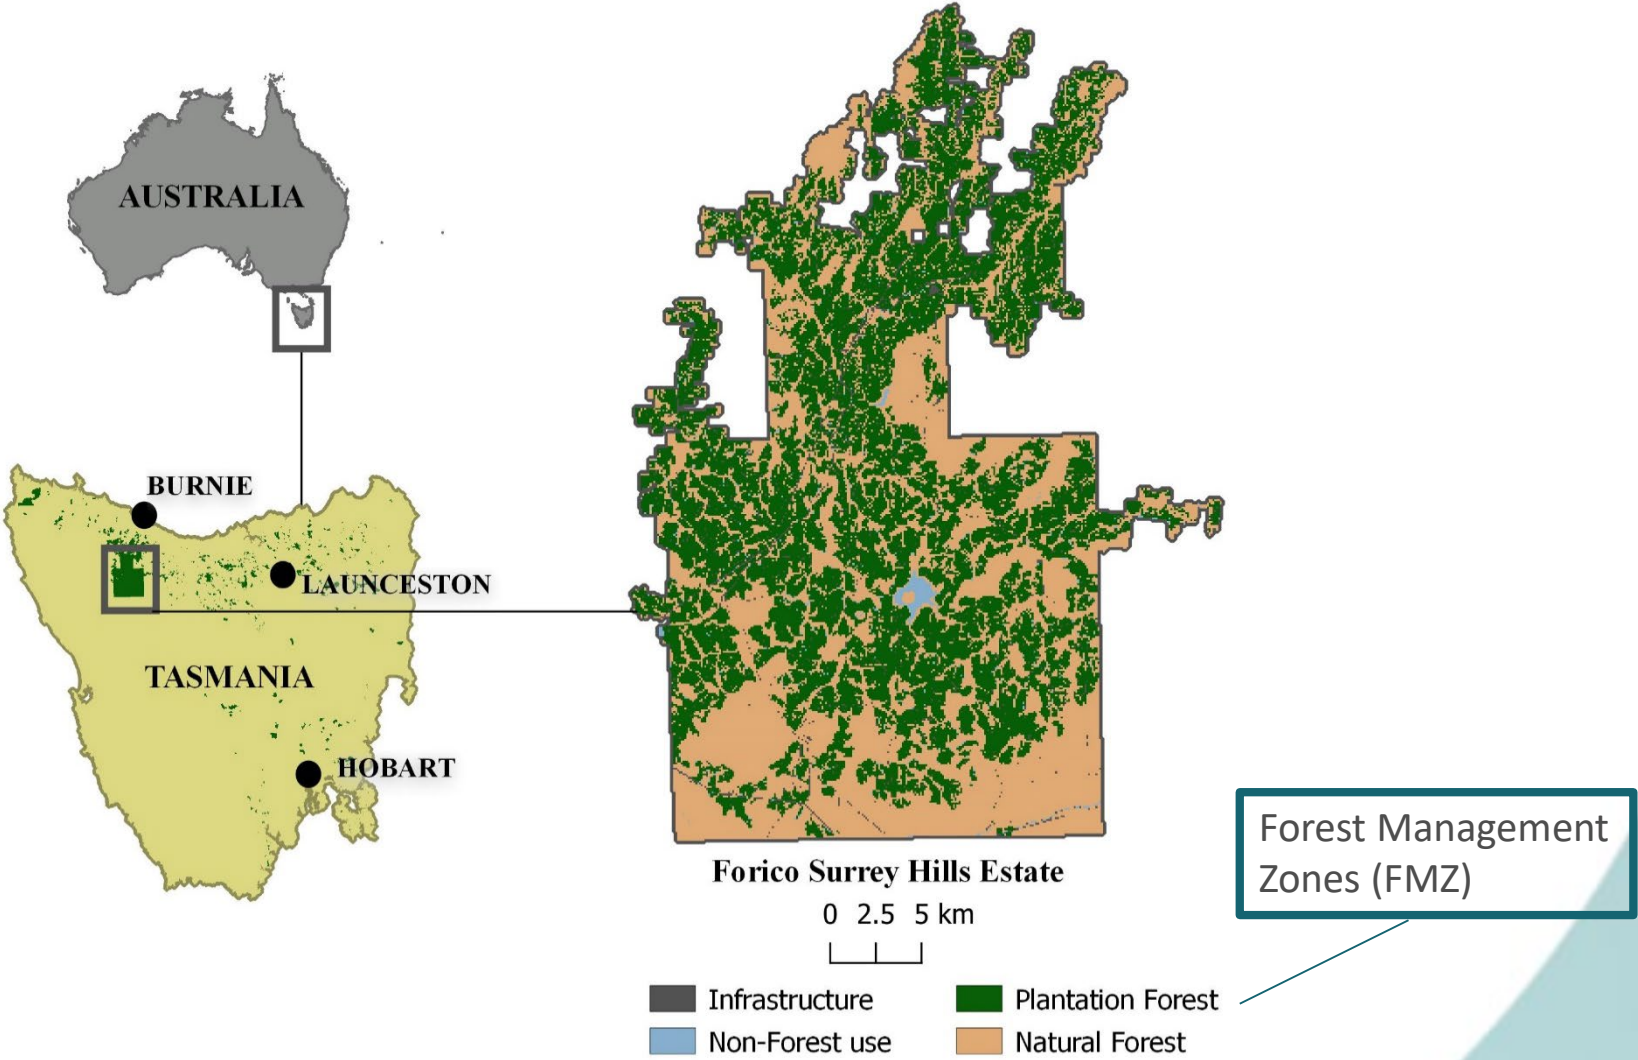 AUSTRALIA
BURNIE
LAUNCESTON
TASMANIA
HOBART
Forico Surrey Hills Estate
0 2.5 5 km
Infrastructure
Plantation Forest
Non-Forest use
Natural Forest
Forest Management
Zones (FMZ)